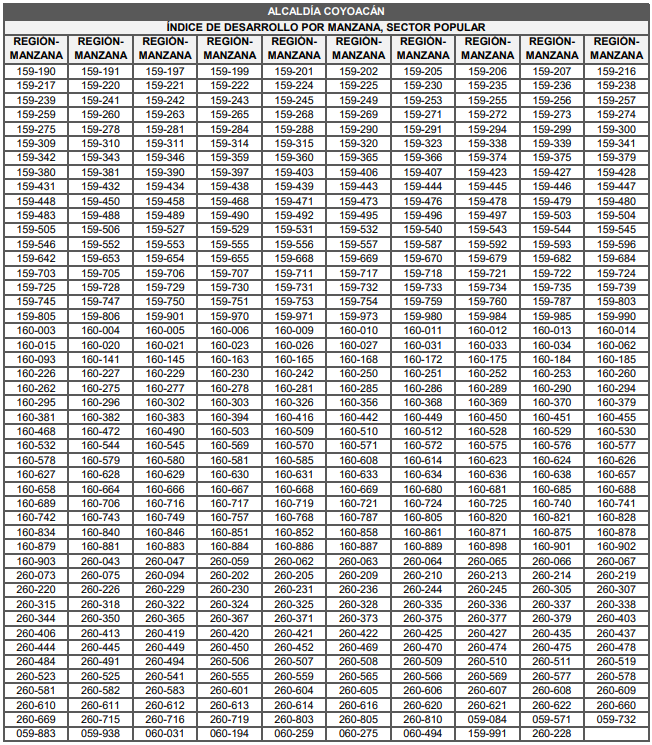 ALCALDÍA COYOACÁN
ÍNDICE DE DESARROLLO POR MANZANA, SECTOR POPULAR
REGIÓN- REGIÓN- REGIÓN- REGIÓN- REGIÓN- REGIÓN- REGIÓN- REGIÓN- REGIÓN- REGIÓN-
MANZANA MANZANA MANZANA MANZANA MANZANA MANZANA MANZANA MANZANA MANZANA MANZANA
159-190 159-191 159-197 159-199 159-201 159-202 159-205 159-206 159-207 159-216
159-217 159-220 159-221 159-222 159-224 159-225 159-230 159-235 159-236 159-238
159-239 159-241 159-242 159-243 159-245 159-249 159-253 159-255 159-256 159-257
159-259 159-260 159-263 159-265 159-268 159-269 159-271 159-272 159-273 159-274
159-275 159-278 159-281 159-284 159-288 159-290 159-291 159-294 159-299 159-300
159-309 159-310 159-311 159-314 159-315 159-320 159-323 159-338 159-339 159-341
159-342 159-343 159-346 159-359 159-360 159-365 159-366 159-374 159-375 159-379
159-380 159-381 159-390 159-397 159-403 159-406 159-407 159-423 159-427 159-428
159-431 159-432 159-434 159-438 159-439 159-443 159-444 159-445 159-446 159-447
159-448 159-450 159-458 159-468 159-471 159-473 159-476 159-478 159-479 159-480
159-483 159-488 159-489 159-490 159-492 159-495 159-496 159-497 159-503 159-504
159-505 159-506 159-527 159-529 159-531 159-532 159-540 159-543 159-544 159-545
159-546 159-552 159-553 159-555 159-556 159-557 159-587 159-592 159-593 159-596
159-642 159-653 159-654 159-655 159-668 159-669 159-670 159-679 159-682 159-684
159-703 159-705 159-706 159-707 159-711 159-717 159-718 159-721 159-722 159-724
159-725 159-728 159-729 159-730 159-731 159-732 159-733 159-734 159-735 159-739
159-745 159-747 159-750 159-751 159-753 159-754 159-759 159-760 159-787 159-803
159-805 159-806 159-901 159-970 159-971 159-973 159-980 159-984 159-985 159-990
160-003 160-004 160-005 160-006 160-009 160-010 160-011 160-012 160-013 160-014
160-015 160-020 160-021 160-023 160-026 160-027 160-031 160-033 160-034 160-062
160-093 160-141 160-145 160-163 160-165 160-168 160-172 160-175 160-184 160-185
160-226 160-227 160-229 160-230 160-242 160-250 160-251 160-252 160-253 160-260
160-262 160-275 160-277 160-278 160-281 160-285 160-286 160-289 160-290 160-294
160-295 160-296 160-302 160-303 160-326 160-356 160-368 160-369 160-370 160-379
160-381 160-382 160-383 160-394 160-416 160-442 160-449 160-450 160-451 160-455
160-468 160-472 160-490 160-503 160-509 160-510 160-512 160-528 160-529 160-530
160-532 160-544 160-545 160-569 160-570 160-571 160-572 160-575 160-576 160-577
160-578 160-579 160-580 160-581 160-585 160-608 160-614 160-623 160-624 160-626
160-627 160-628 160-629 160-630 160-631 160-633 160-634 160-636 160-638 160-657
160-658 160-664 160-666 160-667 160-668 160-669 160-680 160-681 160-685 160-688
160-689 160-706 160-716 160-717 160-719 160-721 160-724 160-725 160-740 160-741
160-742 160-743 160-749 160-757 160-768 160-787 160-805 160-820 160-821 160-828
160-834 160-840 160-846 160-851 160-852 160-858 160-861 160-871 160-875 160-878
160-879 160-881 160-883 160-884 160-886 160-887 160-889 160-898 160-901 160-902
160-903 260-043 260-047 260-059 260-062 260-063 260-064 260-065 260-066 260-067
260-073 260-075 260-094 260-202 260-205 260-209 260-210 260-213 260-214 260-219
260-220 260-226 260-229 260-230 260-231 260-236 260-244 260-245 260-305 260-307
260-315 260-318 260-322 260-324 260-325 260-328 260-335 260-336 260-337 260-338
260-344 260-350 260-365 260-367 260-371 260-373 260-375 260-377 260-379 260-403
260-406 260-413 260-419 260-420 260-421 260-422 260-425 260-427 260-435 260-437
260-444 260-445 260-449 260-450 260-452 260-469 260-470 260-474 260-475 260-478
260-484 260-491 260-494 260-506 260-507 260-508 260-509 260-510 260-511 260-519
260-523 260-525 260-541 260-555 260-559 260-565 260-566 260-569 260-577 260-578
260-581 260-582 260-583 260-601 260-604 260-605 260-606 260-607 260-608 260-609
260-610 260-611 260-612 260-613 260-614 260-616 260-620 260-621 260-622 260-660
260-669 260-715 260-716 260-719 260-803 260-805 260-810 059-084 059-571 059-732
059-883 059-938 060-031 060-194 060-259 060-275 060-494 159-991 260-228